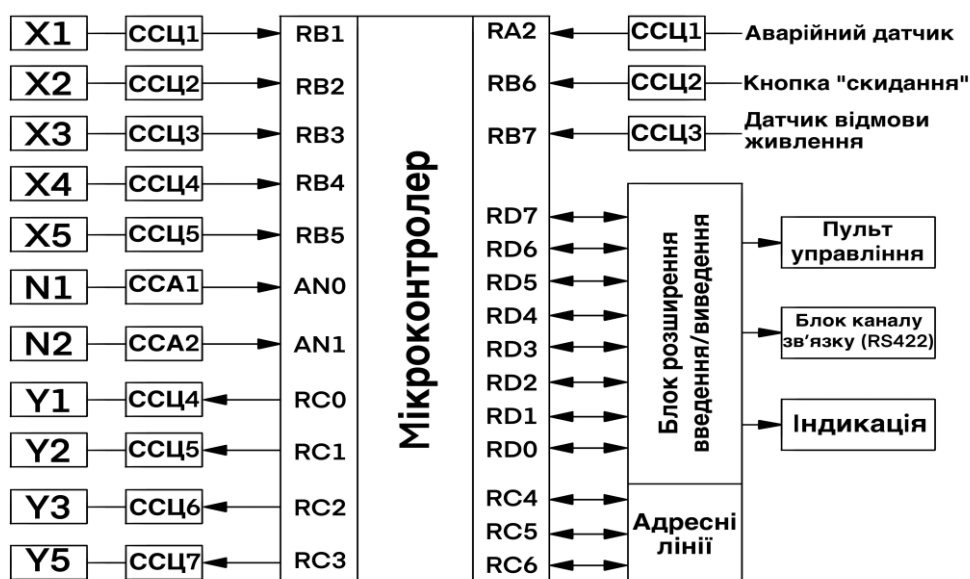 X1 ССЦ1 RB1
X2 ССЦ2 RB2
X3 ССЦ3 RB3
X4 ССЦ4 RB4
X5 ССЦ5 RB5
N1 ССА1 AN0
N2 ССА2 AN1
Y1 ССЦ4 RC0
Y2 ССЦ5 RC1
Y3 ССЦ6 RC2
Y5 ССЦ7 RC3
Мікроконтролер
RA2 ССЦ1 Аварійний датчик
RB6 ССЦ2 Кнопка "скидання"
RB7 ССЦ3 Датчик відмови
живлення
RD7
RD6
RD5
RD4
RD3
RD2
RD1
RD0
RC4
RC5
RC6
Блок розширення
введення/виведення
Адресні
лінії
Пульт
управління
Блок каналу
зв'язку (RS422)
Індикація